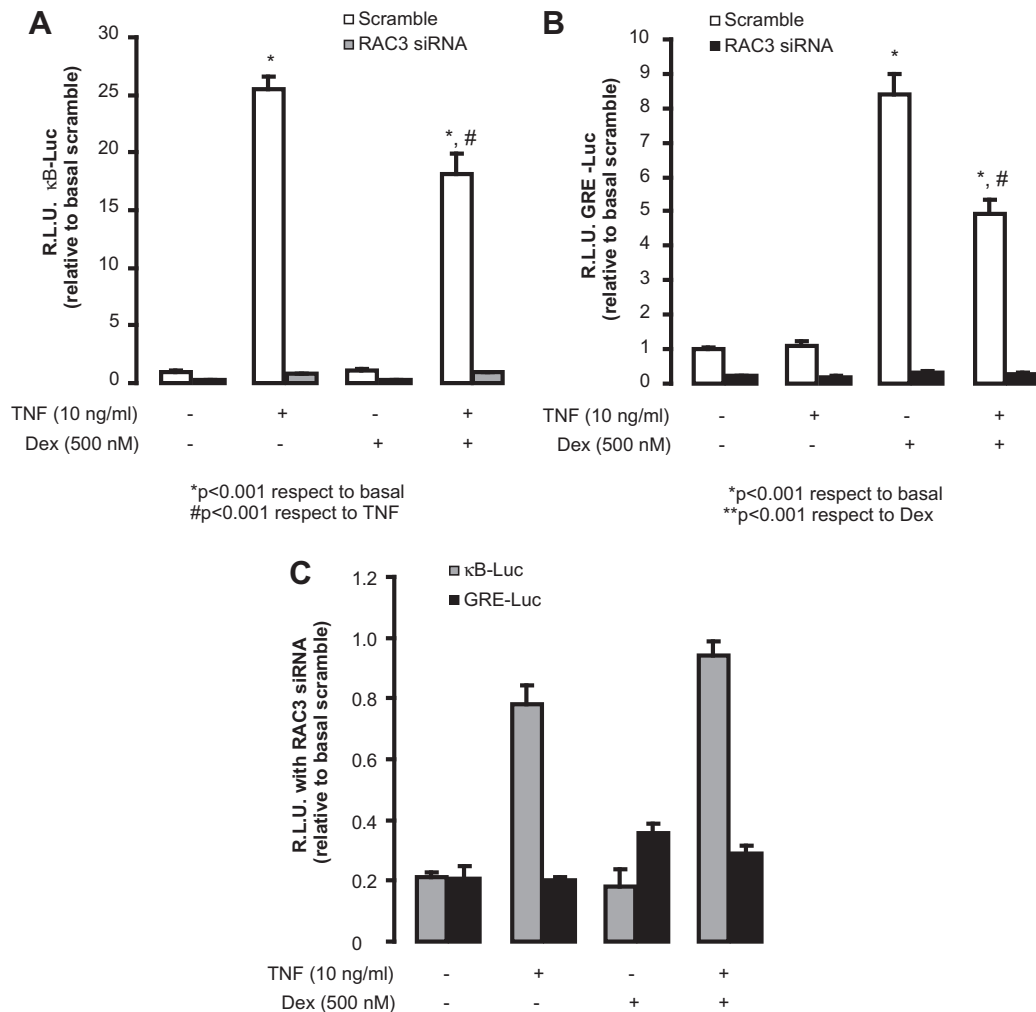 A
Scramble
RAC3 siRNA
R.L.U. κB-Luc
(relative to basal scramble)
30
25
20
15
10
5
0
*
*, #
TNF (10 ng/ml) - + - +
Dex (500 nM) - - + +
*p<0.001 respect to basal
#p<0.001 respect to TNF
B
Scramble
RAC3 siRNA
R.L.U. GRE -Luc
(relative to basal scramble)
10
9
8
7
6
5
4
3
2
1
0
*
*, #
TNF (10 ng/ml) - + - +
Dex (500 nM) - - + +
*p<0.001 respect to basal
**p<0.001 respect to Dex
C
κB-Luc
GRE-Luc
R.L.U. with RAC3 siRNA
(relative to basal scramble)
1.2
1.0
0.8
0.6
0.4
0.2
0
TNF (10 ng/ml) - + - +
Dex (500 nM) - - + +